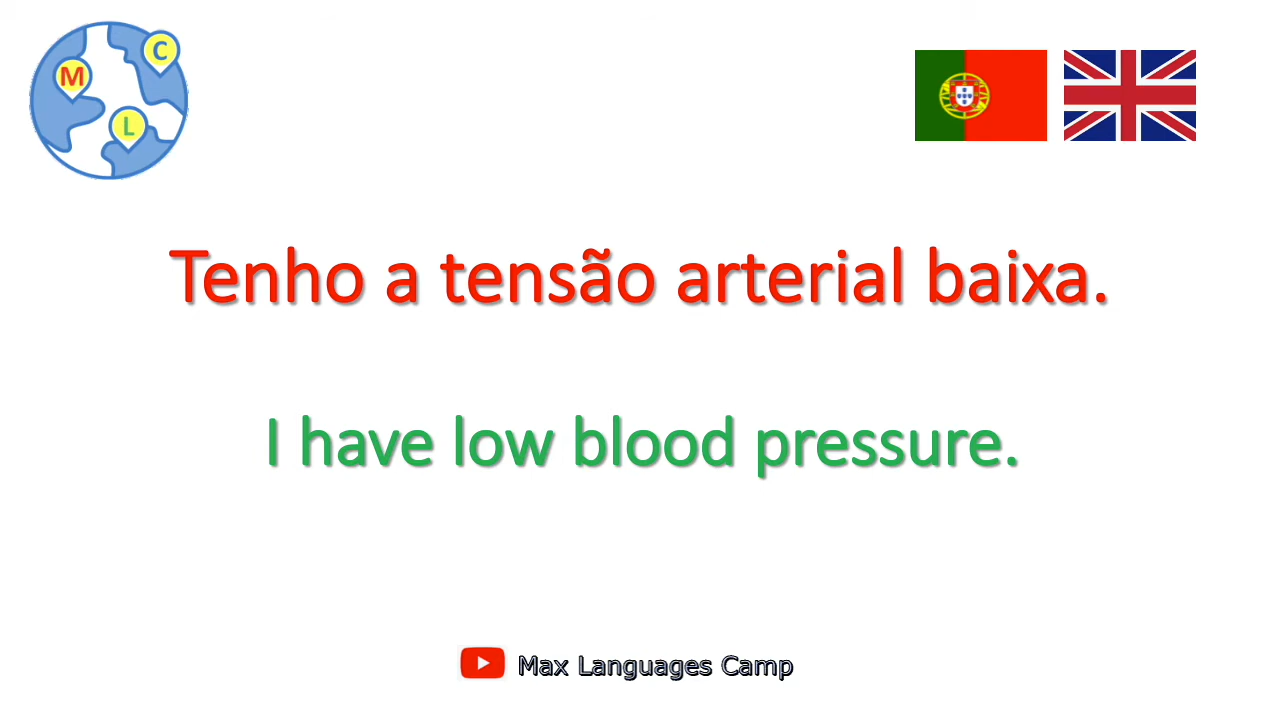 C
M
L
Tenho a tensão arterial baixa.
I have low blood pressure.
Max Languages Camp